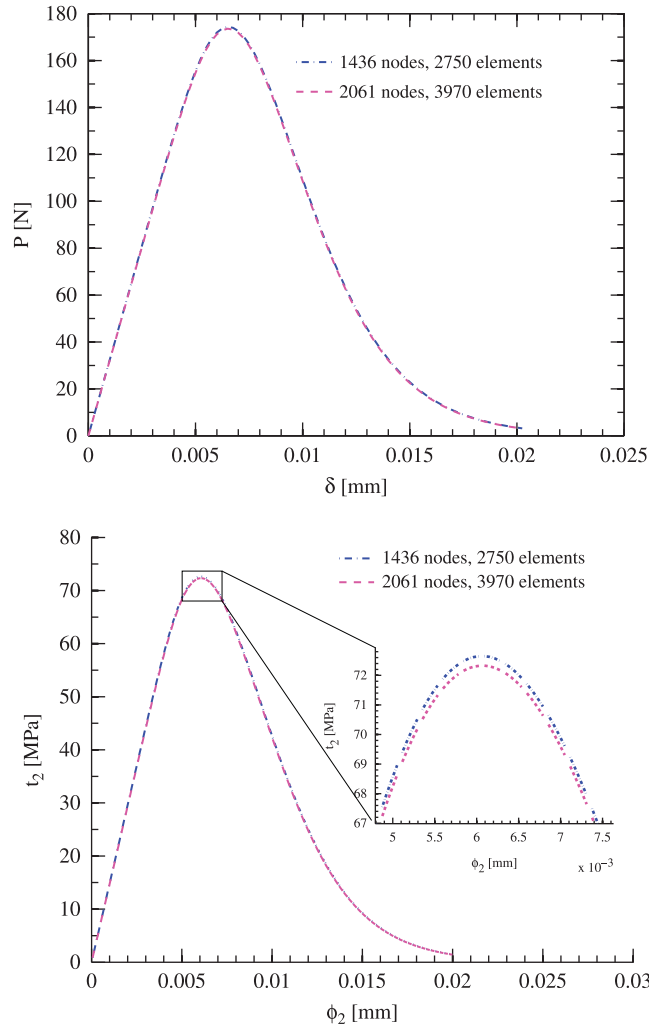 180
160
140
120
100
80
60
40
20
0
P [N]
1436 nodes, 2750 elements
2061 nodes, 3970 elements
0 0.005 0.01 0.015 0.02 0.025
δ [mm]
80
70
60
50
40
30
20
10
0
t2 [MPa]
1436 nodes, 2750 elements
2061 nodes, 3970 elements
72
71
70
69
68
67
t2 [MPa]
5 5.5 6 6.5 7 7.5
ϕ2 [mm] x 10⁻³
0 0.005 0.01 0.015 0.02 0.025 0.03
ϕ2 [mm]